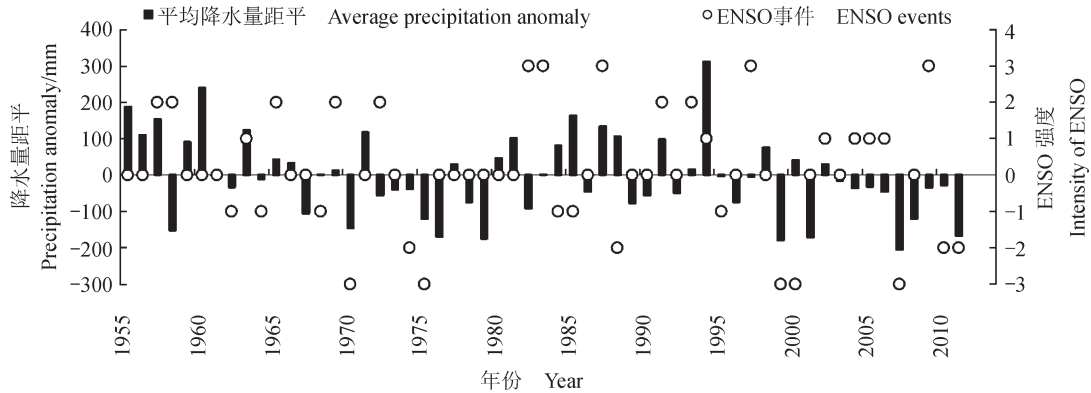 平均降水量距平 Average precipitation anomaly ENSO事件 ENSO events
降水量距平
Precipitation anomaly/mm
400
300
200
100
0
−100
−200
−300
4
3
2
1
0
−1
−2
−3
ENSO 强度
Intensity of ENSO
1955 1960 1965 1970 1975 1980 1985 1990 1995 2000 2005 2010
年份 Year